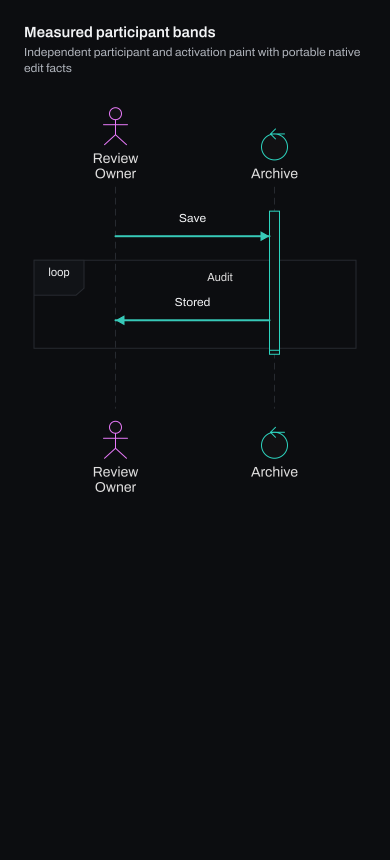 Measured participant bands
Independent participant and activation paint with portable native
edit facts
Review
Owner
Archive
Save
loop
Audit
Stored
Review
Owner
Archive